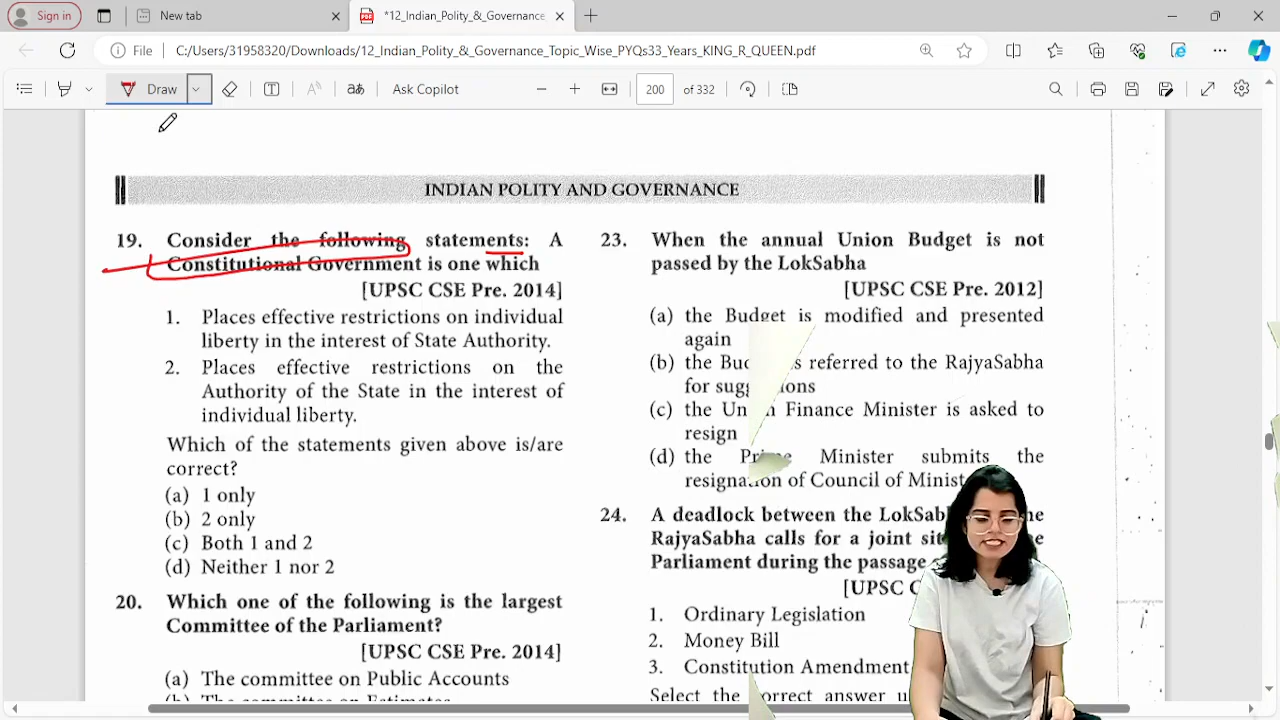 Sign in
New tab
*12_Indian_Polity_&_Governance
File
C:/Users/31958320/Downloads/12_Indian_Polity_&_Governance_Topic_Wise_PYQs33_Years_KING_R_QUEEN.pdf
Draw
Ask Copilot
200 of 332
INDIAN POLITY AND GOVERNANCE
19. Consider the following statements: A
Constitutional Government is one which
[UPSC CSE Pre. 2014]
1. Places effective restrictions on individual
liberty in the interest of State Authority.
2. Places effective restrictions on the
Authority of the State in the interest of
individual liberty.
Which of the statements given above is/are
correct?
(a) 1 only
(b) 2 only
(c) Both 1 and 2
(d) Neither 1 nor 2
20. Which one of the following is the largest
Committee of the Parliament?
[UPSC CSE Pre. 2014]
(a) The committee on Public Accounts
23. When the annual Union Budget is not
passed by the LokSabha
[UPSC CSE Pre. 2012]
(a) the Budget is modified and presented
again
(b) the referred to the RajyaSabha
for
(c) the Finance Minister is asked to
resign
(d) the Minister submits the
resignation of Council of
24. A deadlock between the
RajyaSabha calls for a joint
Parliament during the passage
1. Ordinary Legislation
2. Money Bill
3. Constitution Amendment
Select the correct answer